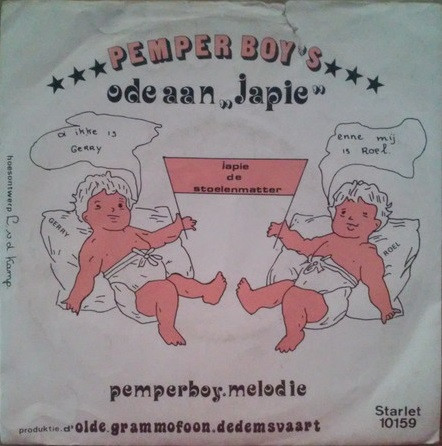 PEMPER BOY'S
ode aan „Japie”
ikke is
GERRY
enne mij
is ROEL
japie
de
stoelenmatter
GERRY
ROEL
hoesontwerp
v d Kamp
pemperboy.melodie
Starlet
10159
produktie.d'olde.grammofoon.dedemsvaart